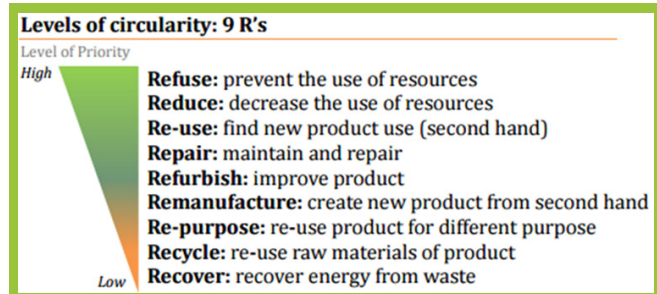 Levels of circularity: 9 R's
Level of Priority
High
Refuse: prevent the use of resources
Reduce: decrease the use of resources
Re-use: find new product use (second hand)
Repair: maintain and repair
Refurbish: improve product
Remanufacture: create new product from second hand
Re-purpose: re-use product for different purpose
Recycle: re-use raw materials of product
Recover: recover energy from waste
Low